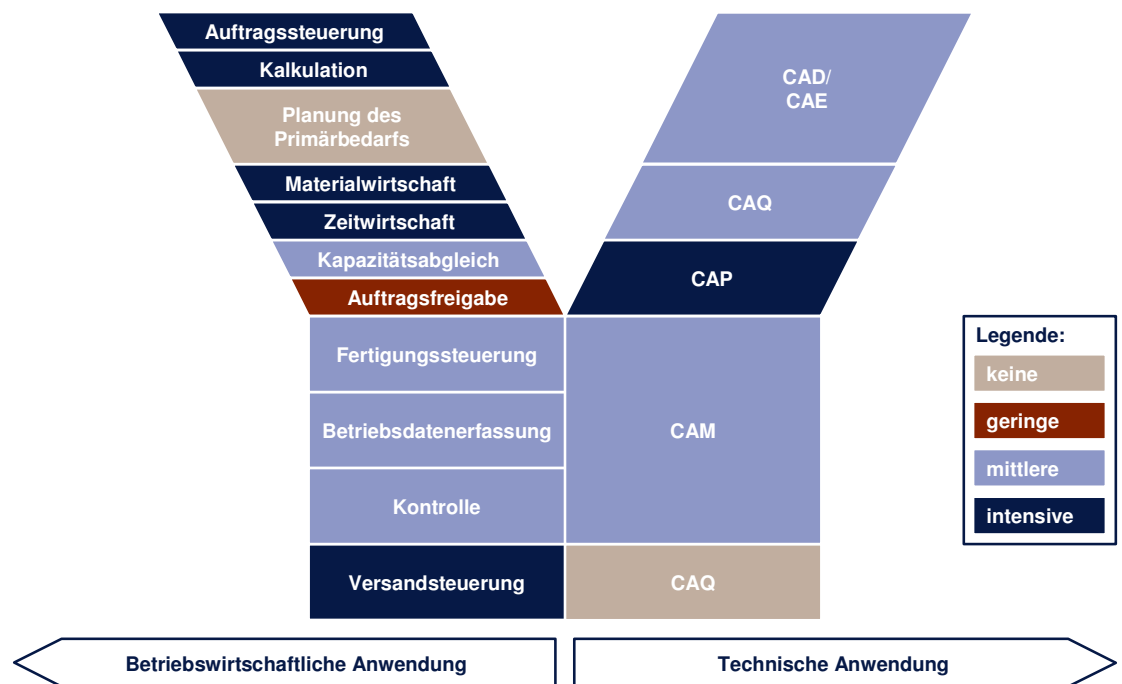 Auftragssteuerung
Kalkulation
Planung des
Primärbedarfs
Materialwirtschaft
Zeitwirtschaft
Kapazitätsabgleich
Auftragsfreigabe
Fertigungssteuerung
Betriebsdatenerfassung
Kontrolle
Versandsteuerung
CAD/
CAE
CAQ
CAP
CAM
CAQ
Legende:
keine
geringe
mittlere
intensive
Betriebswirtschaftliche Anwendung
Technische Anwendung